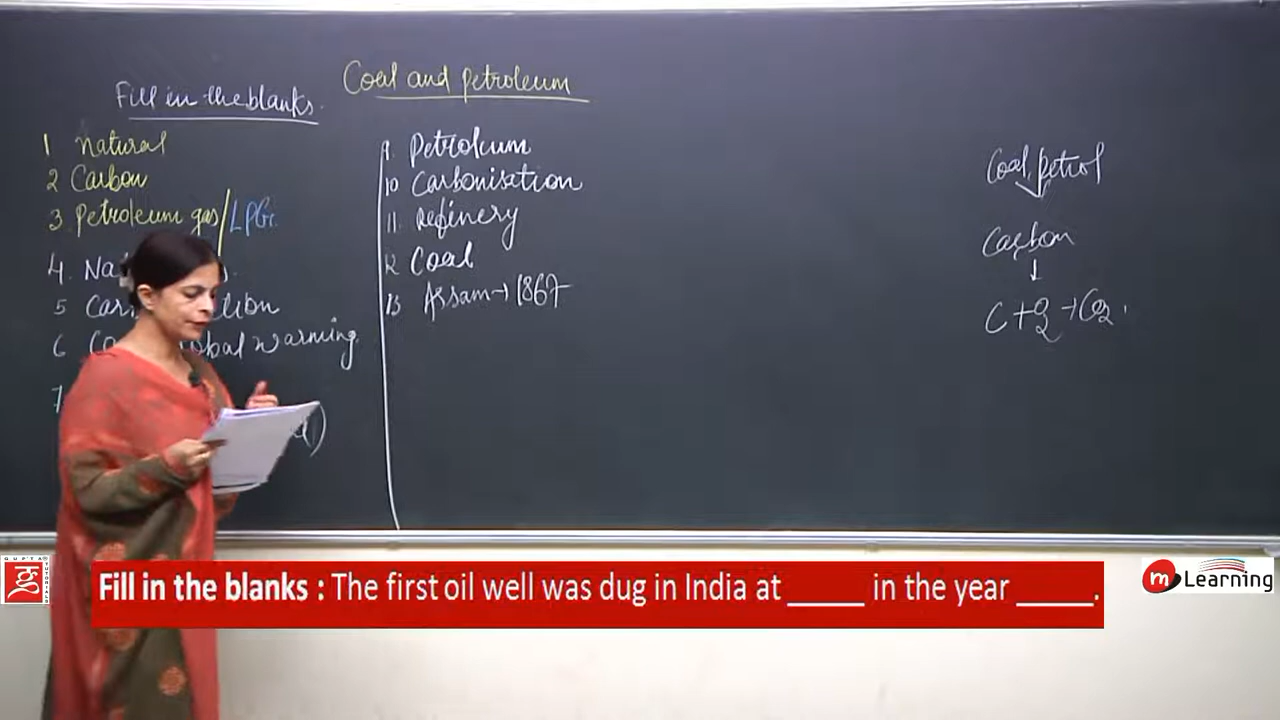 Coal and Petroleum
Fill in the blanks.
1 Natural
2 Carbon
3 Petroleum gas/LPG.
4. Na
5 Car
6 Global warming
7
9. Petroleum
10 Carbonisation
11. Refinery
12 Coal
13 Assam→1867
Coal, Petrol
Carbon
↓
C+O2→CO2.
Fill in the blanks : The first oil well was dug in India at _____ in the year _____.
GUPTA
TUTORIALS
m Learning